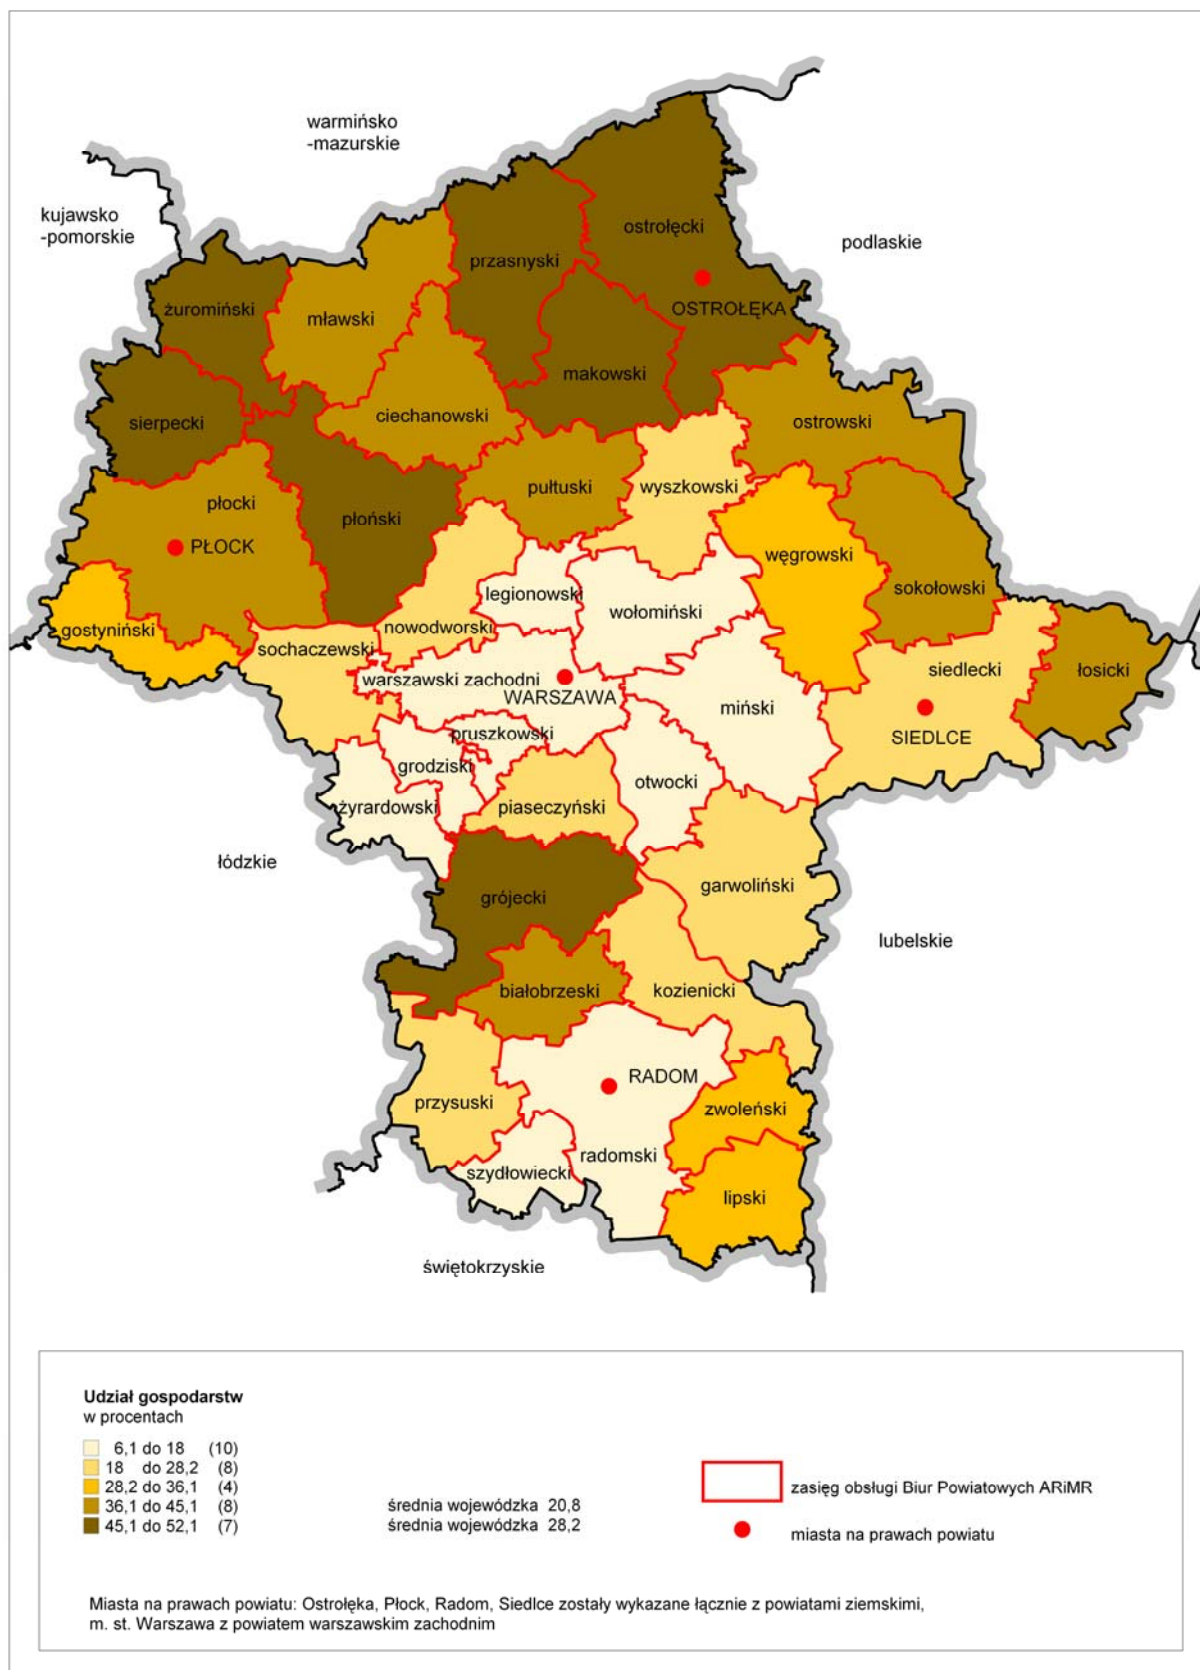 warmińsko
-mazurskie
kujawsko
-pomorskie
podlaskie
ostrołęcki
przasnyski
OSTROŁĘKA
żuromiński
mławski
makowski
ciechanowski
sierpecki
ostrowski
pułtuski
wyszkowski
płocki
płoński
PŁOCK
węgrowski
sokołowski
legionowski
wołomiński
gostyniński
nowodworski
sochaczewski
siedlecki
łosicki
warszawski zachodni
WARSZAWA
miński
SIEDLCE
pruszkowski
grodziski
otwocki
żyrardowski
piaseczyński
łódzkie
garwoliński
grójecki
lubelskie
białobrzeski
kozienicki
RADOM
przysuski
zwoleński
radomski
szydłowiecki
lipski
świętokrzyskie
Udział gospodarstw
w procentach
6,1 do 18 (10)
18 do 28,2 (8)
28,2 do 36,1 (4)
36,1 do 45,1 (8)
45,1 do 52,1 (7)
średnia wojewódzka 20,8
średnia wojewódzka 28,2
zasięg obsługi Biur Powiatowych ARiMR
miasta na prawach powiatu
Miasta na prawach powiatu: Ostrołęka, Płock, Radom, Siedlce zostały wykazane łącznie z powiatami ziemskimi,
m. st. Warszawa z powiatem warszawskim zachodnim